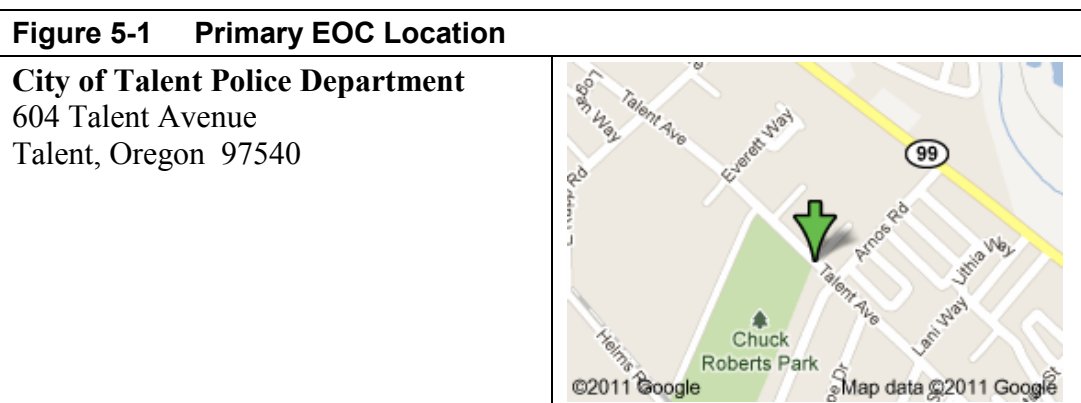 Figure 5-1 Primary EOC Location
City of Talent Police Department
604 Talent Avenue
Talent, Oregon 97540
Talent Ave
Everett Way
99
Arnos Rd
Lithia Way
Talent Ave
Lani Way
Chuck
Roberts Park
©2011 Google
Map data ©2011 Google